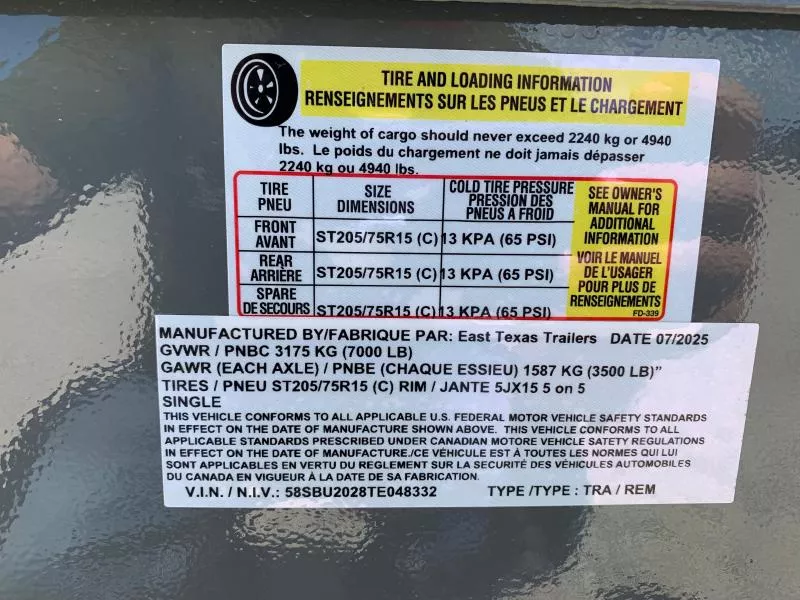 TIRE AND LOADING INFORMATION
RENSEIGNEMENTS SUR LES PNEUS ET LE CHARGEMENT
The weight of cargo should never exceed 2240 kg or 4940
lbs. Le poids du chargement ne doit jamais dépasser
2240 kg ou 4940 lbs.
TIRE PNEU SIZE DIMENSIONS COLD TIRE PRESSURE PRESSION DES PNEUS A FROID
FRONT AVANT ST205/75R15 (C) 13 KPA (65 PSI)
REAR ARRIÈRE ST205/75R15 (C) 13 KPA (65 PSI)
SPARE DE SECOURS ST205/75R15 (C) 13 KPA (65 PSI)
SEE OWNER'S
MANUAL FOR
ADDITIONAL
INFORMATION
VOIR LE MANUEL
DE L'USAGER
POUR PLUS DE
RENSEIGNEMENTS
FD-339
MANUFACTURED BY/FABRIQUE PAR: East Texas Trailers DATE 07/2025
GVWR / PNBC 3175 KG (7000 LB)
GAWR (EACH AXLE) / PNBE (CHAQUE ESSIEU) 1587 KG (3500 LB)"
TIRES / PNEU ST205/75R15 (C) RIM / JANTE 5JX15 5 on 5
SINGLE
THIS VEHICLE CONFORMS TO ALL APPLICABLE U.S. FEDERAL MOTOR VEHICLE SAFETY STANDARDS
IN EFFECT ON THE DATE OF MANUFACTURE SHOWN ABOVE. THIS VEHICLE CONFORMS TO ALL
APPLICABLE STANDARDS PRESCRIBED UNDER CANADIAN MOTORE VEHICLE SATETY REGULATIONS
IN EFFECT ON THE DATE OF MANUFACTURE./CE VÉHICULE EST À TOUTES LES NORMES QUI LUI
SONT APPLICABLES EN VERTU DU REGLEMENT SUR LA SECURITÉ DES VÉHICULES AUTOMOBILES
DU CANADA EN VIGUEUR À LA DATE DE SA FABRICATION.
V.I.N. / N.I.V.: 58SBU2028TE048332 TYPE /TYPE : TRA / REM